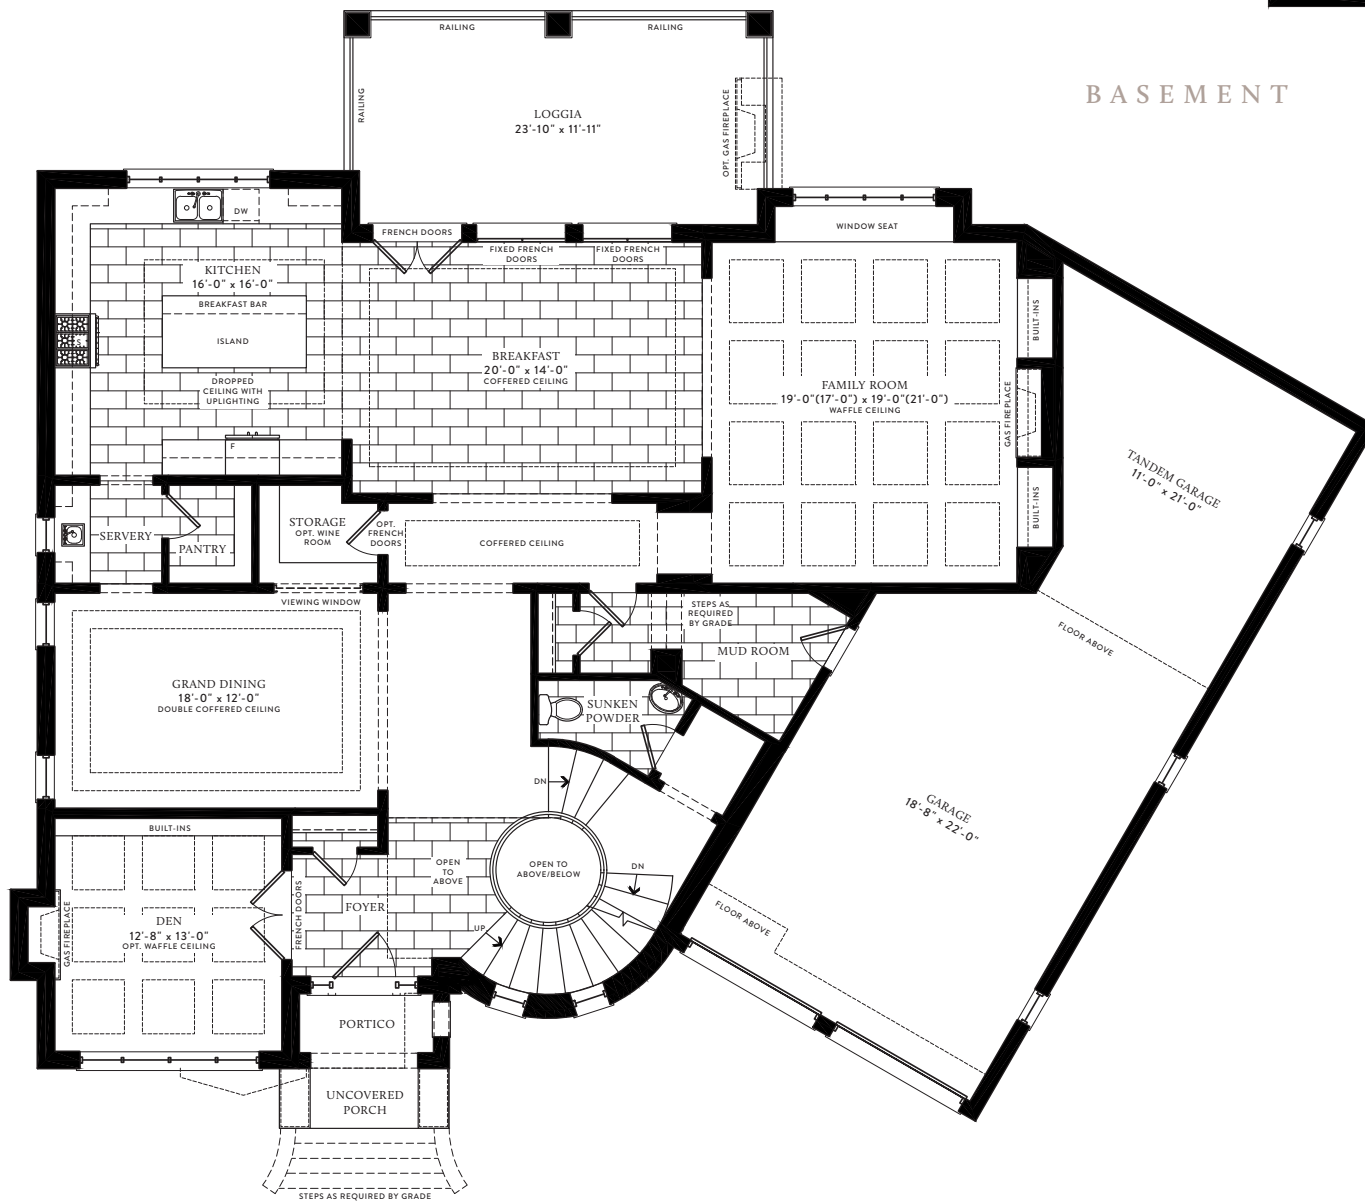 RAILING
RAILING
RAILING
LOGGIA
23'-10" x 11'-11"
OPT. GAS FIREPLACE
BASEMENT
DW
FRENCH DOORS
FIXED FRENCH
DOORS
FIXED FRENCH
DOORS
WINDOW SEAT
KITCHEN
16'-0" x 16'-0"
BREAKFAST BAR
ISLAND
DROPPED
CEILING WITH
UPLIGHTING
F
BREAKFAST
20'-0" x 14'-0"
COFFERED CEILING
FAMILY ROOM
19'-0"(17'-0") x 19'-0"(21'-0")
WAFFLE CEILING
BUILT-INS
GAS FIREPLACE
BUILT-INS
TANDEM GARAGE
11'-0" x 21'-0"
SERVERY
PANTRY
STORAGE
OPT. WINE
ROOM
OPT.
FRENCH
DOORS
COFFERED CEILING
VIEWING WINDOW
STEPS AS
REQUIRED
BY GRADE
MUD ROOM
FLOOR ABOVE
GRAND DINING
18'-0" x 12'-0"
DOUBLE COFFERED CEILING
SUNKEN
POWDER
DN
GARAGE
18'-8" x 22'-0"
BUILT-INS
OPEN
TO
ABOVE
OPEN TO
ABOVE/BELOW
DN
FRENCH DOORS
FOYER
FLOOR ABOVE
GAS FIREPLACE
DEN
12'-8" x 13'-0"
OPT. WAFFLE CEILING
UP
PORTICO
UNCOVERED
PORCH
STEPS AS REQUIRED BY GRADE